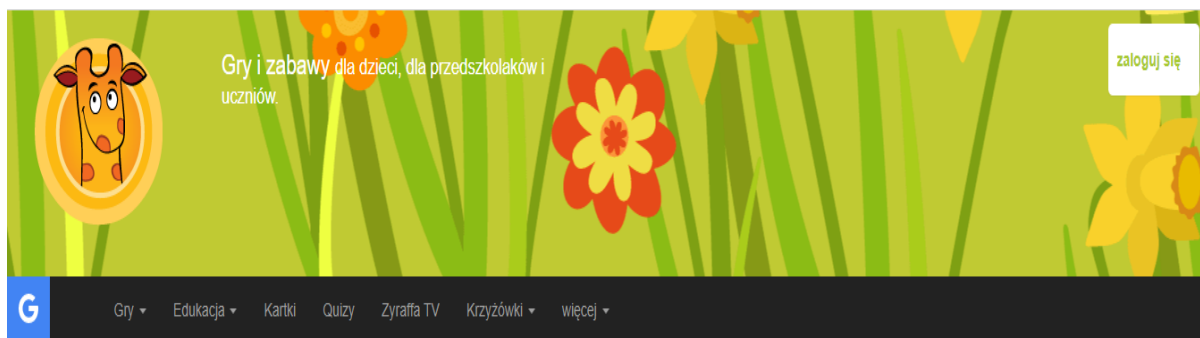 Gry i zabawy dla dzieci, dla przedszkolaków i
uczniów.
zaloguj się
G
Gry
Edukacja
Kartki
Quizy
Zyraffa TV
Krzyżówki
więcej